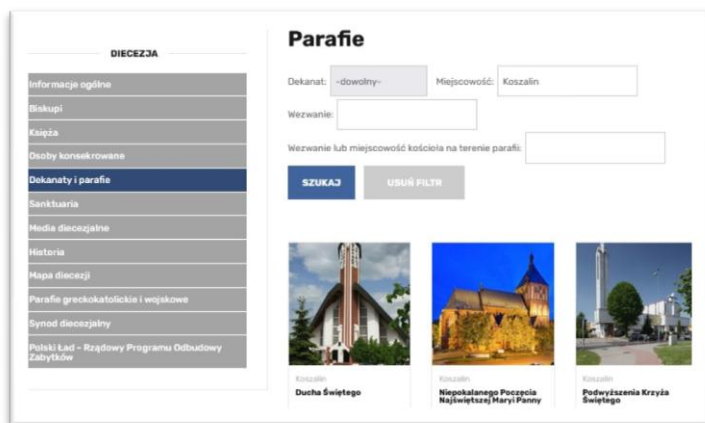 DIECEZJA
Informacje ogólne
Biskupi
Księża
Osoby konsekrowane
Dekanaty i parafie
Sanktuaria
Media diecezjalne
Historia
Mapa diecezji
Parafie greckokatolickie i wojskowe
Synod diecezjalny
Polski Ład - Rządowy Programu Odbudowy
Zabytków
Parafie
Dekanat: -dowolny- Miejscowość: Koszalin
Wezwanie:
Wezwanie lub miejscowość kościoła na terenie parafii:
SZUKAJ USUŃ FILTR
Koszalin
Ducha Świętego
Koszalin
Niepokalanego Poczęcia
Najświętszej Maryi Panny
Koszalin
Podwyższenia Krzyża
Świętego